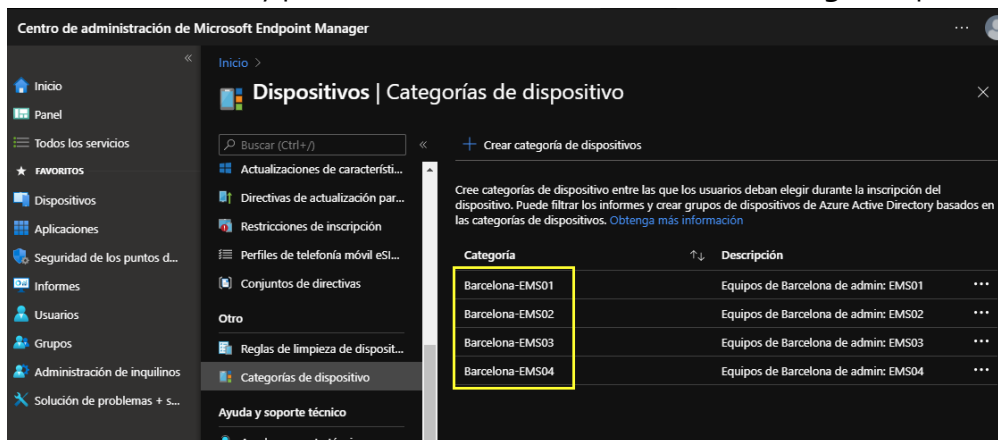 Centro de administración de Microsoft Endpoint Manager
Inicio
Panel
Todos los servicios
FAVORITOS
Dispositivos
Aplicaciones
Seguridad de los puntos d...
Informes
Usuarios
Grupos
Administración de inquilinos
Solución de problemas + s...
Inicio >
Dispositivos | Categorías de dispositivo
Buscar (Ctrl+/)
Actualizaciones de característi...
Directivas de actualización par...
Restricciones de inscripción
Perfiles de telefonía móvil eSI...
Conjuntos de directivas
Otro
Reglas de limpieza de disposit...
Categorías de dispositivo
Ayuda y soporte técnico
+ Crear categoría de dispositivos
Cree categorías de dispositivo entre las que los usuarios deban elegir durante la inscripción del
dispositivo. Puede filtrar los informes y crear grupos de dispositivos de Azure Active Directory basados en
las categorías de dispositivos. Obtenga más información
Categoría ↑↓ Descripción
Barcelona-EMS01 Equipos de Barcelona de admin: EMS01
Barcelona-EMS02 Equipos de Barcelona de admin: EMS02
Barcelona-EMS03 Equipos de Barcelona de admin: EMS03
Barcelona-EMS04 Equipos de Barcelona de admin: EMS04